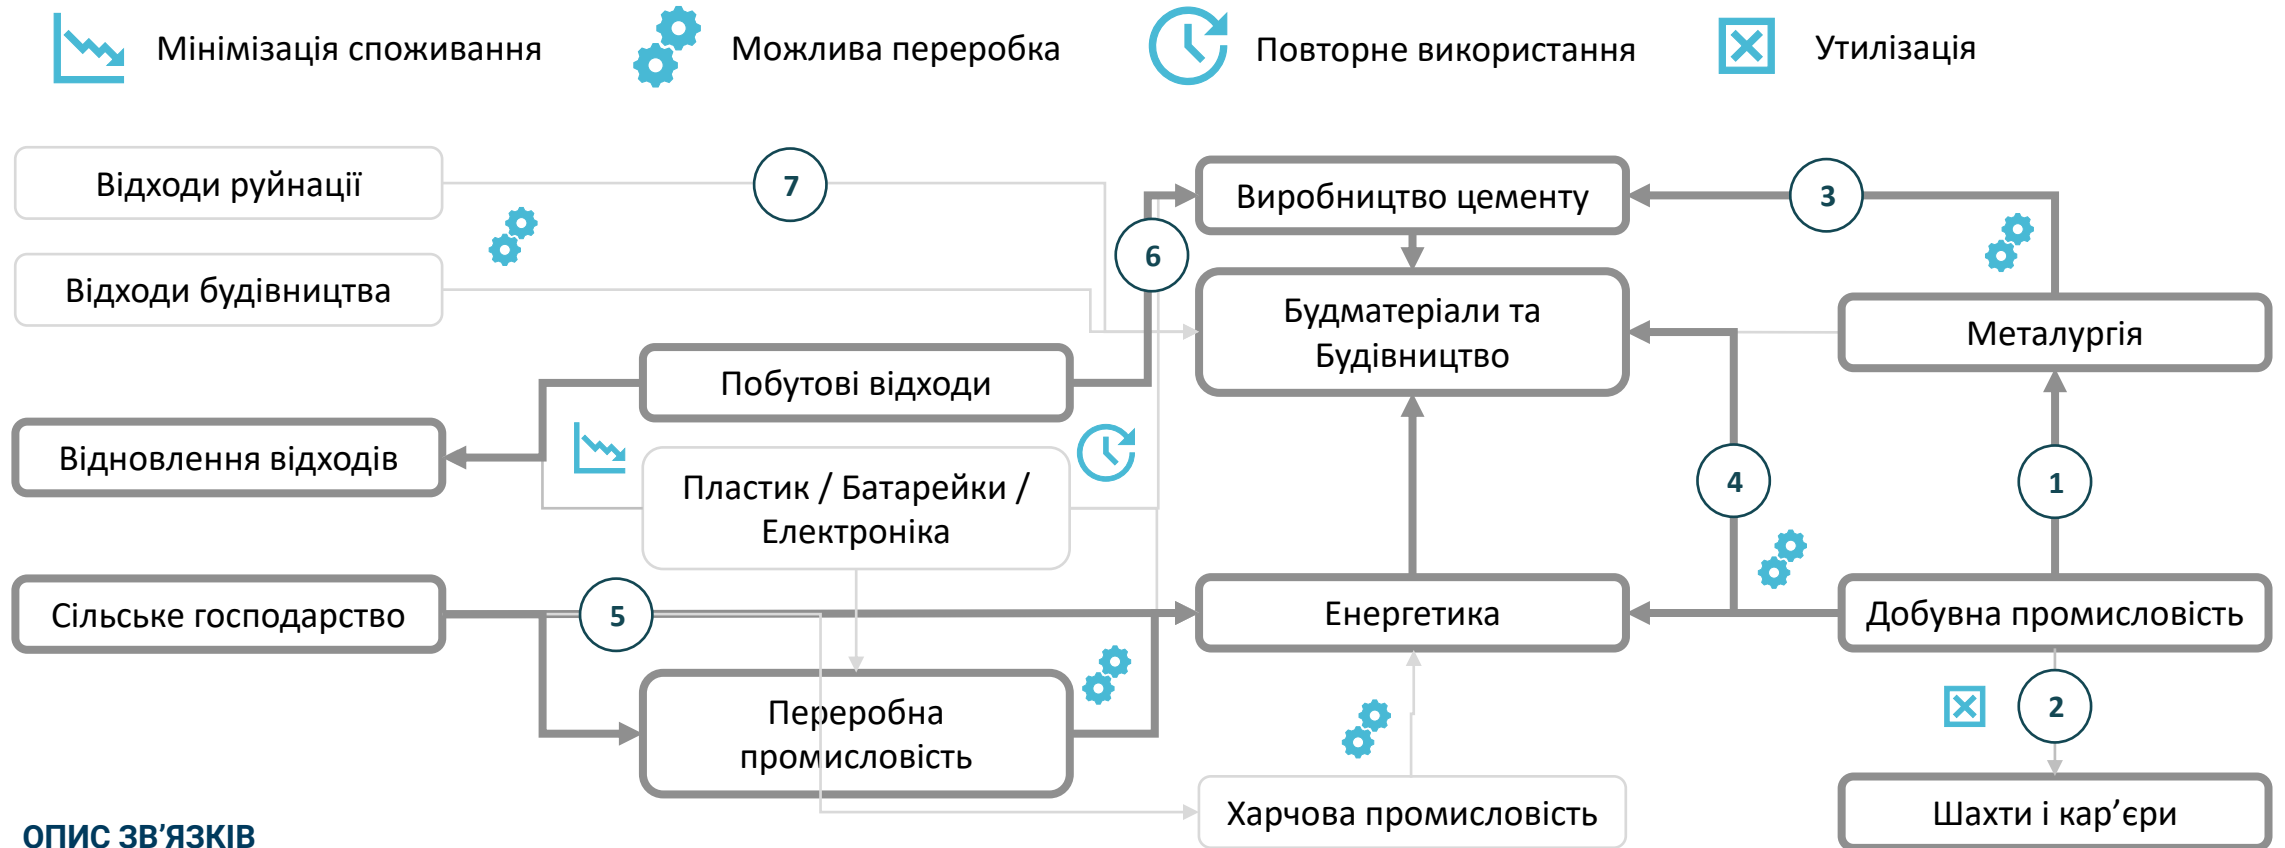 Мінімізація споживання
Можлива переробка
Повторне використання
Утилізація
Відходи руйнації
7
Виробництво цементу
3
6
Відходи будівництва
Будматеріали та
Будівництво
Металургія
Побутові відходи
Відновлення відходів
Пластик / Батарейки /
Електроніка
4
1
Сільське господарство
5
Енергетика
Добувна промисловість
Переробна
промисловість
2
Харчова промисловість
Шахти і кар’єри
ОПИС ЗВ’ЯЗКІВ